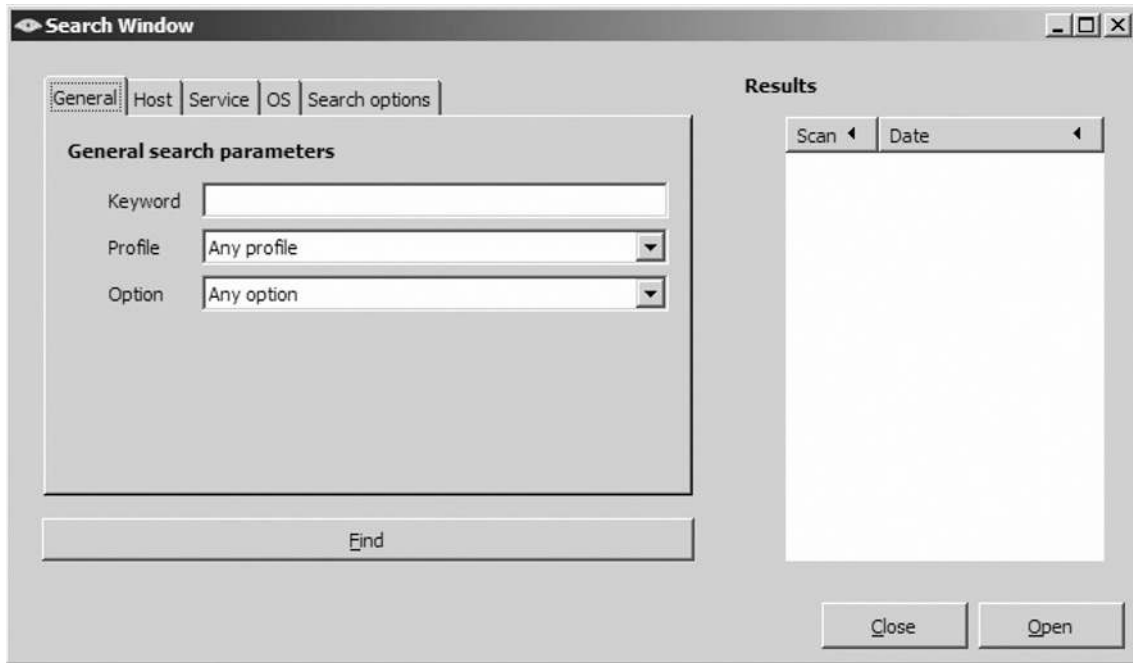 Search Window
General Host Service OS Search options
General search parameters
Keyword
Profile Any profile
Option Any option
Find
Results
Scan Date
Close Open